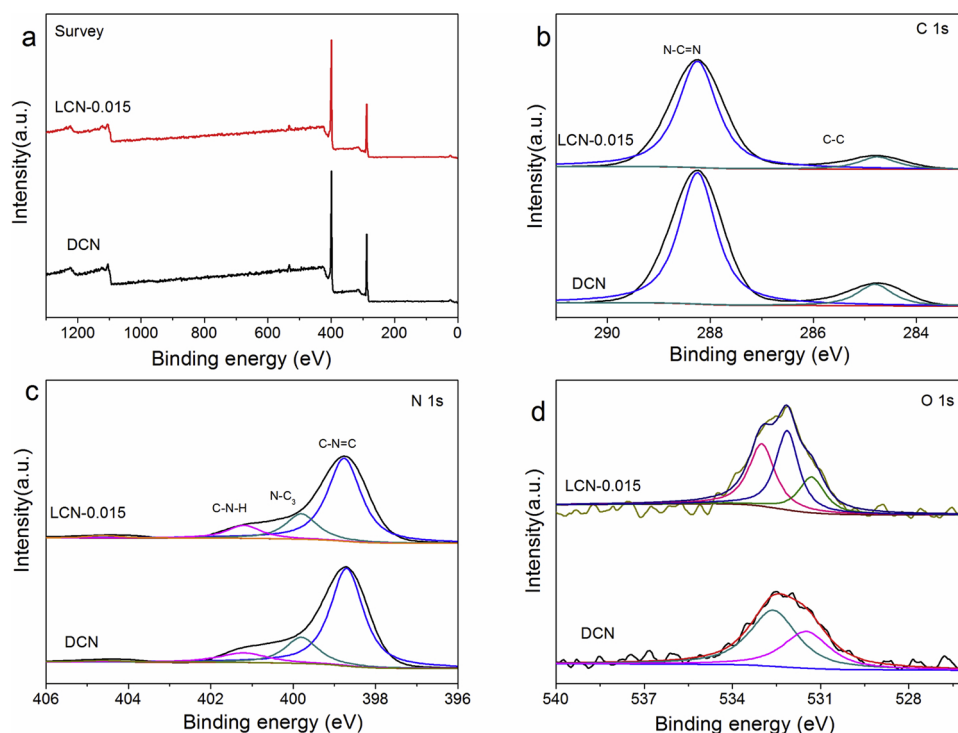 a
Survey
LCN-0.015
DCN
Intensity(a.u.)
1200 1000 800 600 400 200 0
Binding energy (eV)
b
C 1s
N-C=N
LCN-0.015
C-C
DCN
Intensity(a.u.)
290 288 286 284
Binding energy (eV)
c
N 1s
C-N=C
N-C₃
C-N-H
LCN-0.015
DCN
Intensity(a.u.)
406 404 402 400 398 396
Binding energy (eV)
d
O 1s
LCN-0.015
DCN
Intensity(a.u.)
540 537 534 531 528
Binding energy (eV)